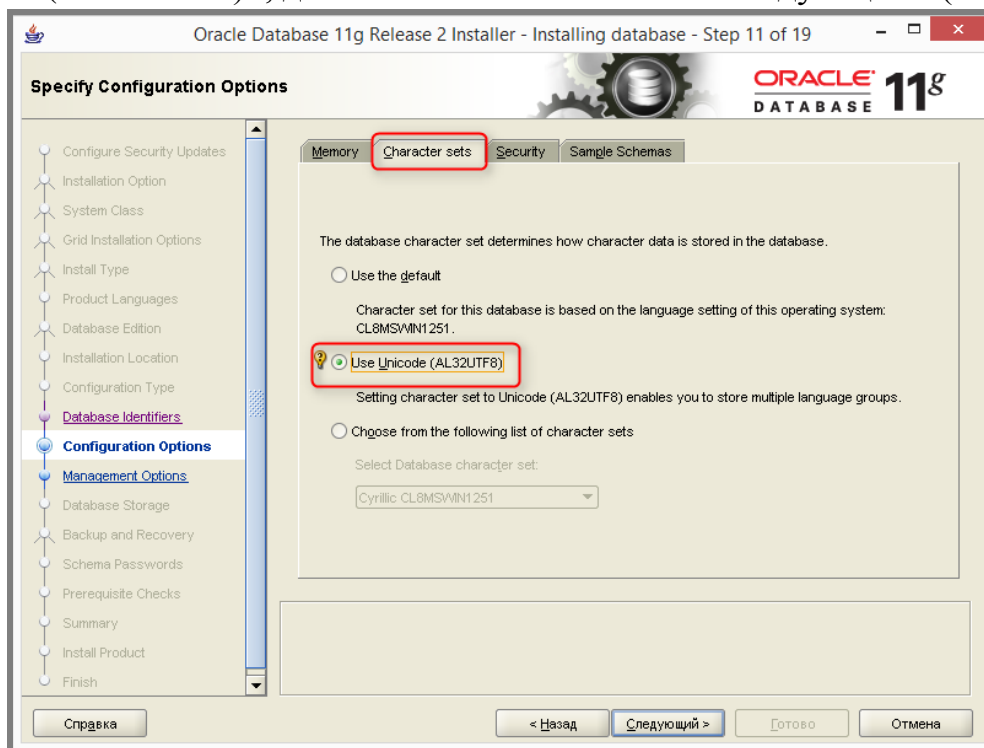 Oracle Database 11g Release 2 Installer - Installing database - Step 11 of 19
Specify Configuration Options
ORACLE
DATABASE 11g
Configure Security Updates
Installation Option
System Class
Grid Installation Options
Install Type
Product Languages
Database Edition
Installation Location
Configuration Type
Database Identifiers
Configuration Options
Management Options
Database Storage
Backup and Recovery
Schema Passwords
Prerequisite Checks
Summary
Install Product
Finish
Memory Character sets Security Sample Schemas
The database character set determines how character data is stored in the database.
Use the default
Character set for this database is based on the language setting of this operating system:
CL8MSWIN1251.
Use Unicode (AL32UTF8)
Setting character set to Unicode (AL32UTF8) enables you to store multiple language groups.
Choose from the following list of character sets
Select Database character set:
Cyrillic CL8MSWIN1251
Справка < Назад Следующий > Готово Отмена